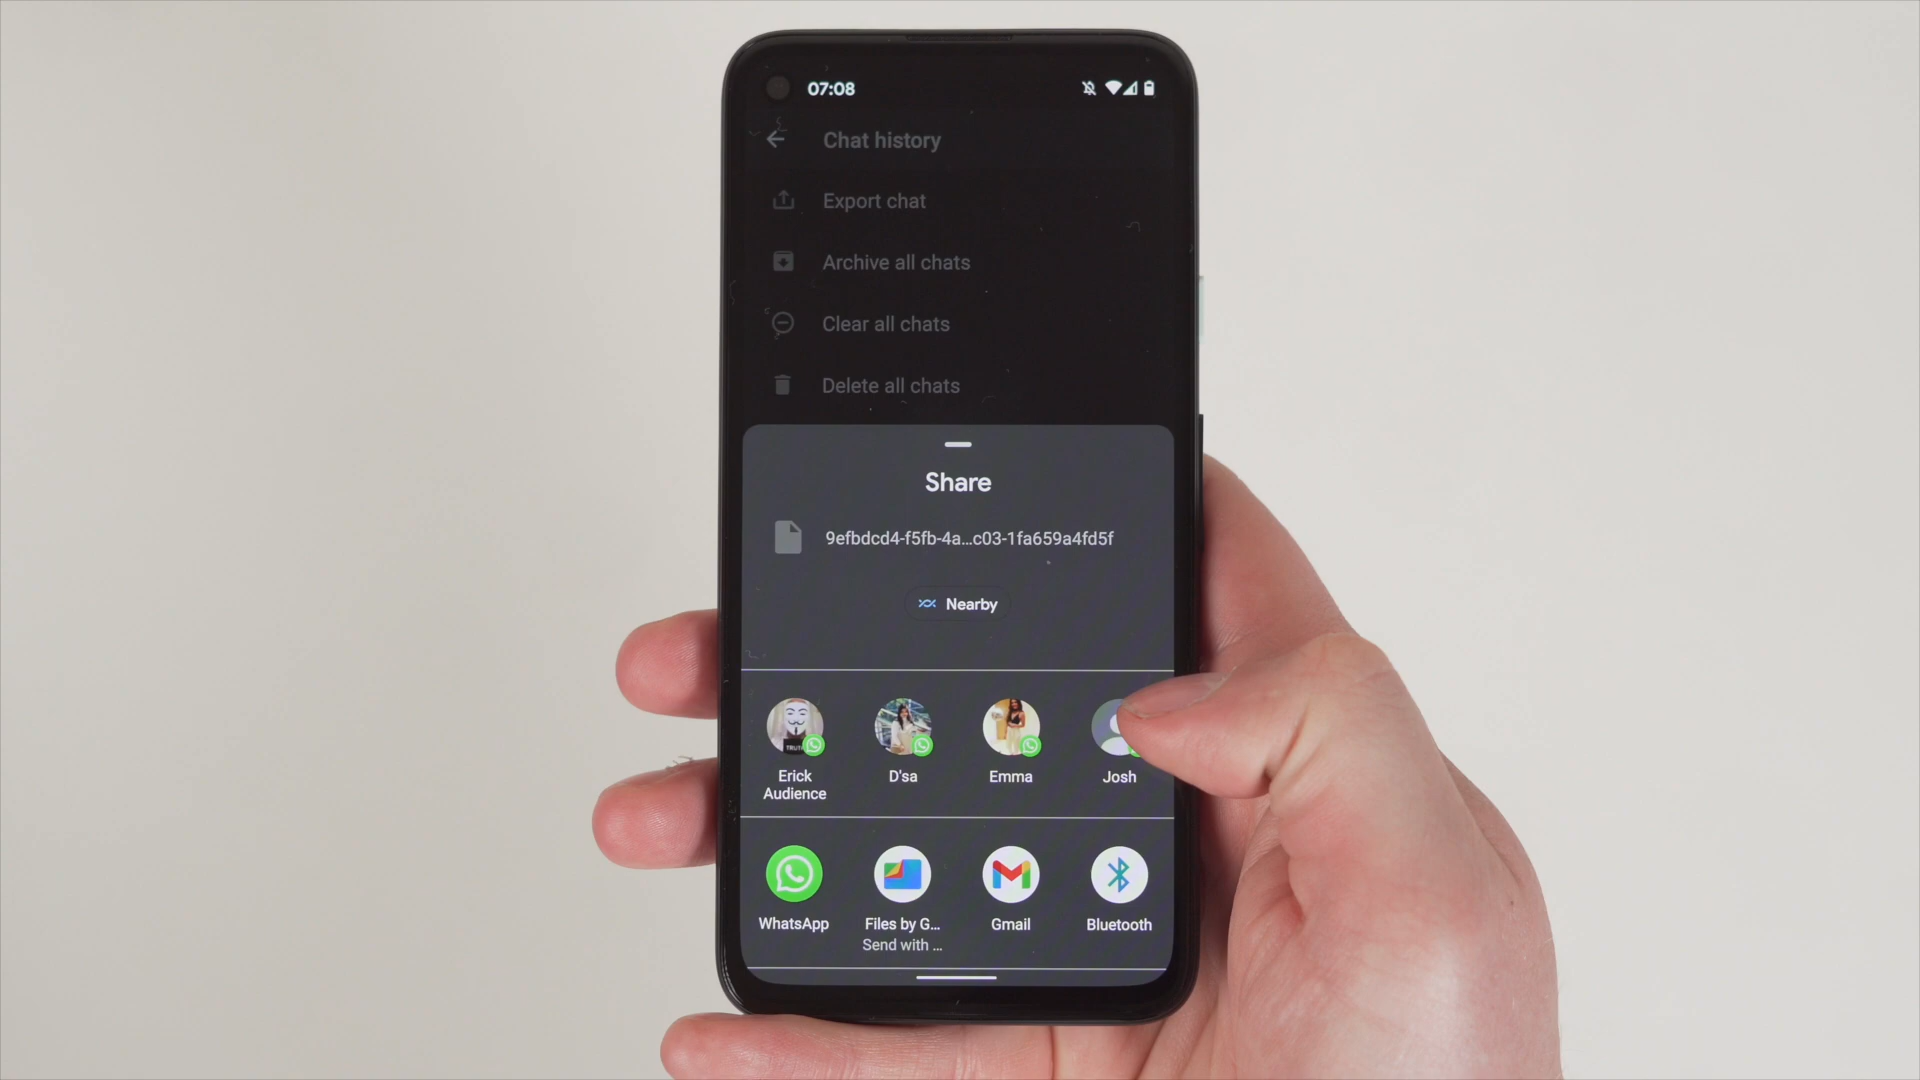 07:08
Chat history
Export chat
Archive all chats
Clear all chats
Delete all chats
Share
9efbdcd4-f5fb-4a...c03-1fa659a4fd5f
Nearby
TRUTH
Erick Audience
D'sa
Emma
Josh
WhatsApp
Files by G...
Send with ...
Gmail
Bluetooth